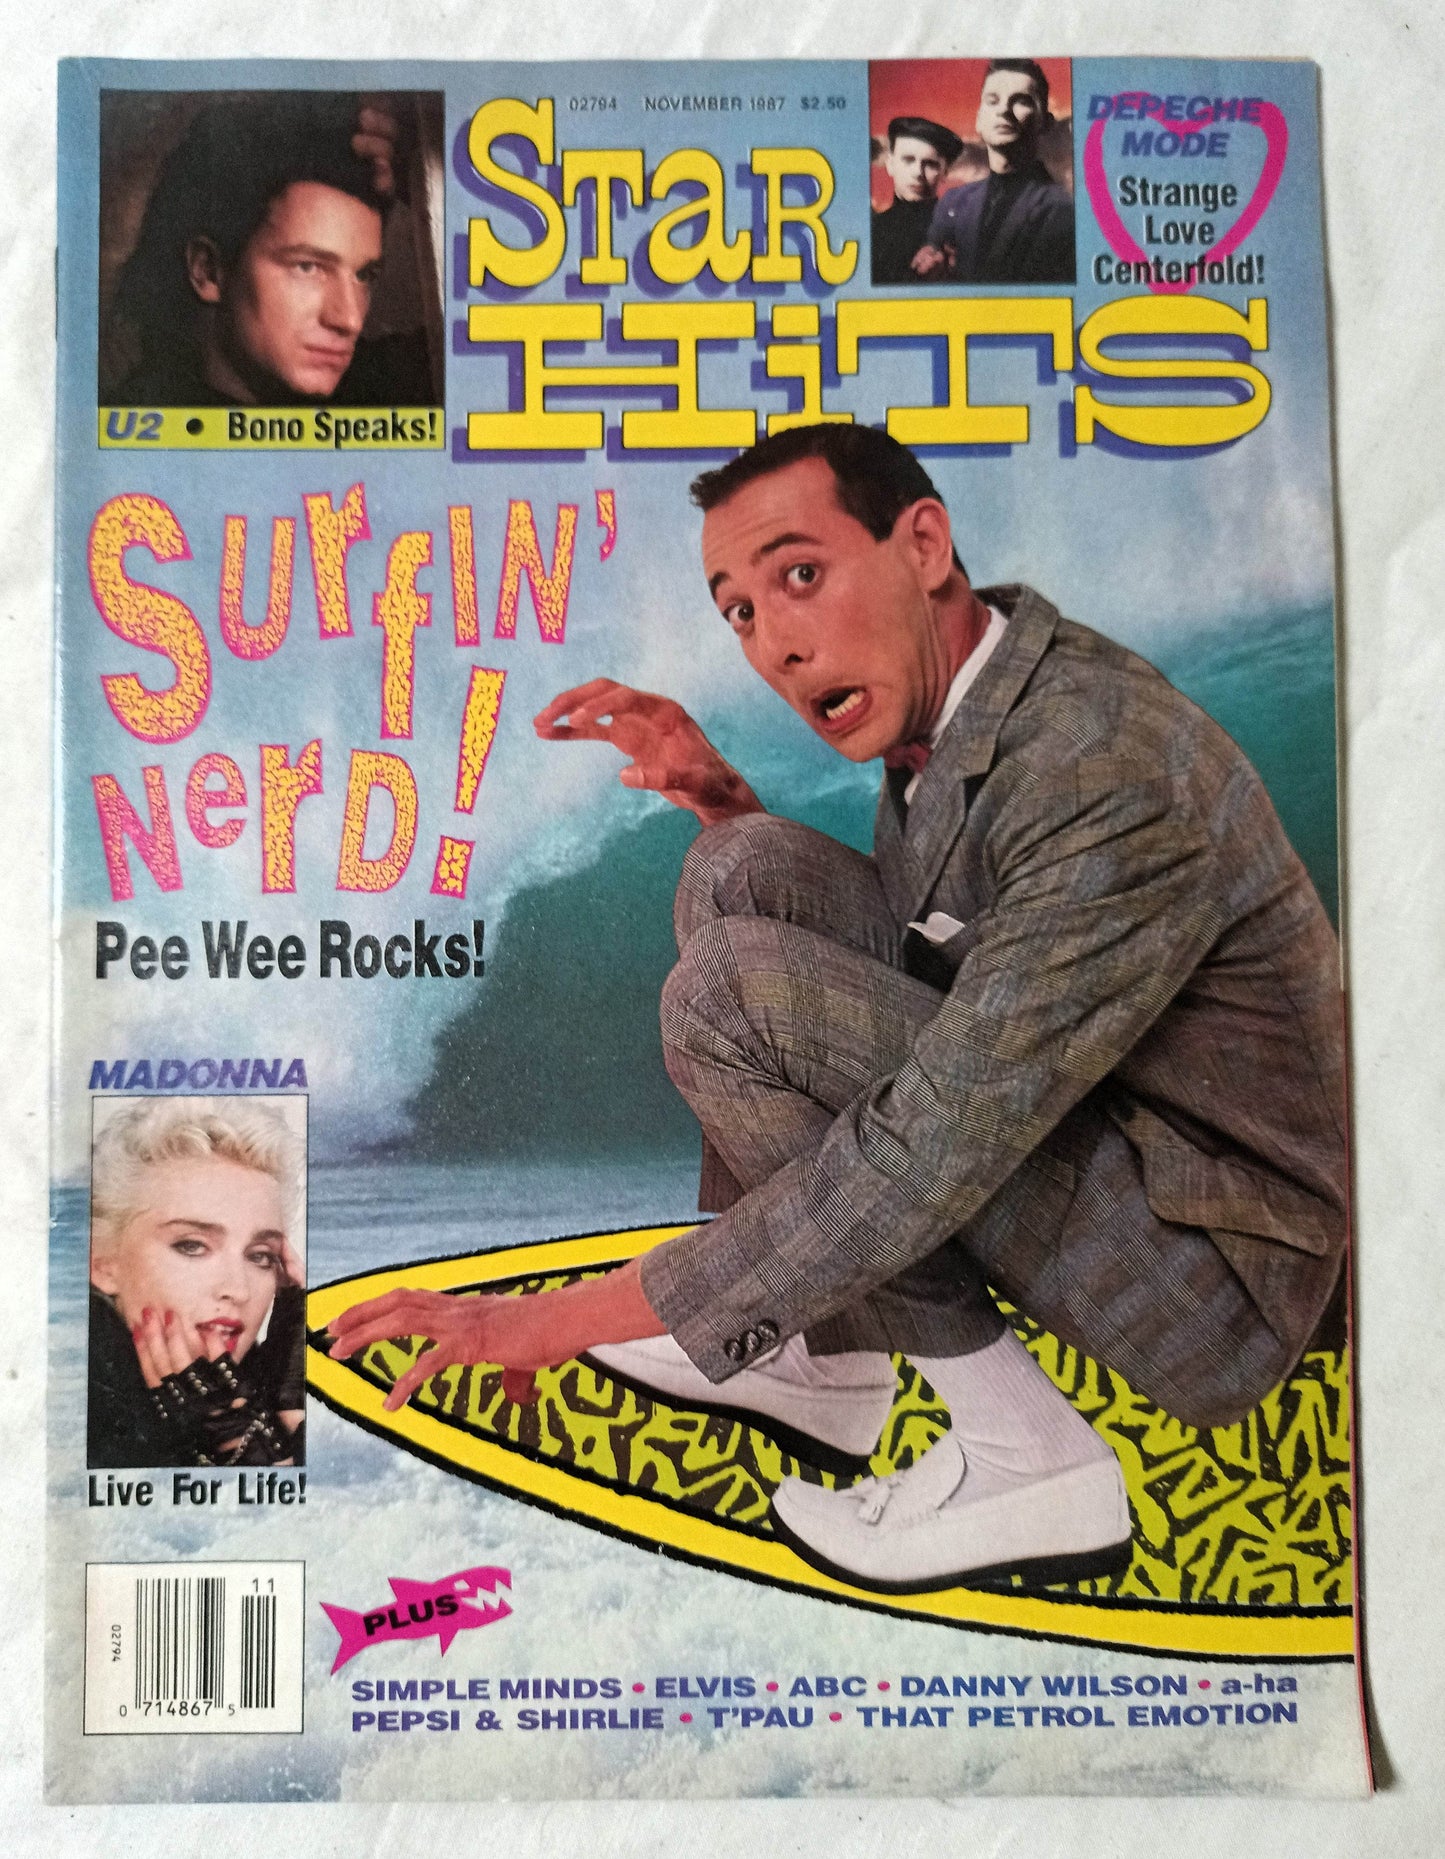 02794 NOVEMBER 1987 $2.50
STaR
HiTS
DEPECHE
MODE
Strange
Love
Centerfold!
U2 • Bono Speaks!
SurfIN'
NerD!
Pee Wee Rocks!
MADONNA
Live For Life!
11
02794
0 714867 5
PLUS
SIMPLE MINDS • ELVIS • ABC • DANNY WILSON • a-ha
PEPSI & SHIRLIE • T'PAU • THAT PETROL EMOTION